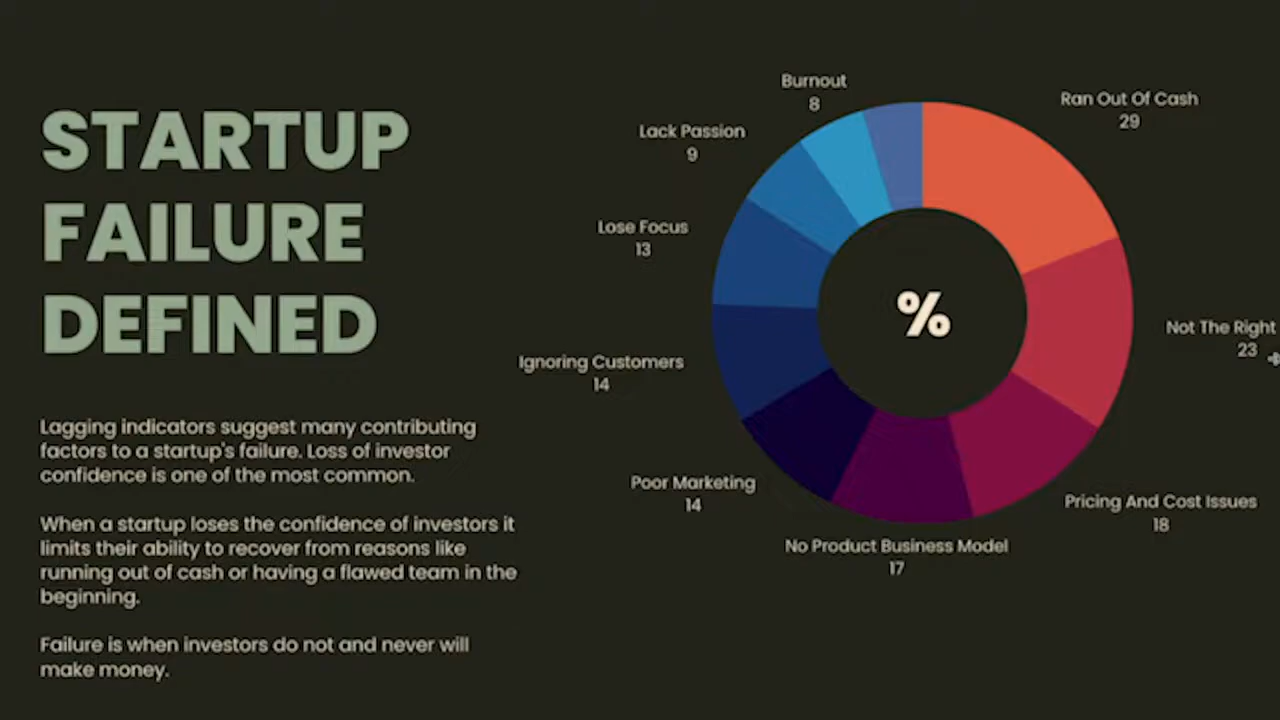 STARTUP
FAILURE
DEFINED
Lagging indicators suggest many contributing
factors to a startup's failure. Loss of investor
confidence is one of the most common.
When a startup loses the confidence of investors it
limits their ability to recover from reasons like
running out of cash or having a flawed team in the
beginning.
Failure is when investors do not and never will
make money.
Burnout
8
Ran Out Of Cash
29
Lack Passion
9
Lose Focus
13
%
Not The Right
23
Ignoring Customers
14
Poor Marketing
14
Pricing And Cost Issues
18
No Product Business Model
17